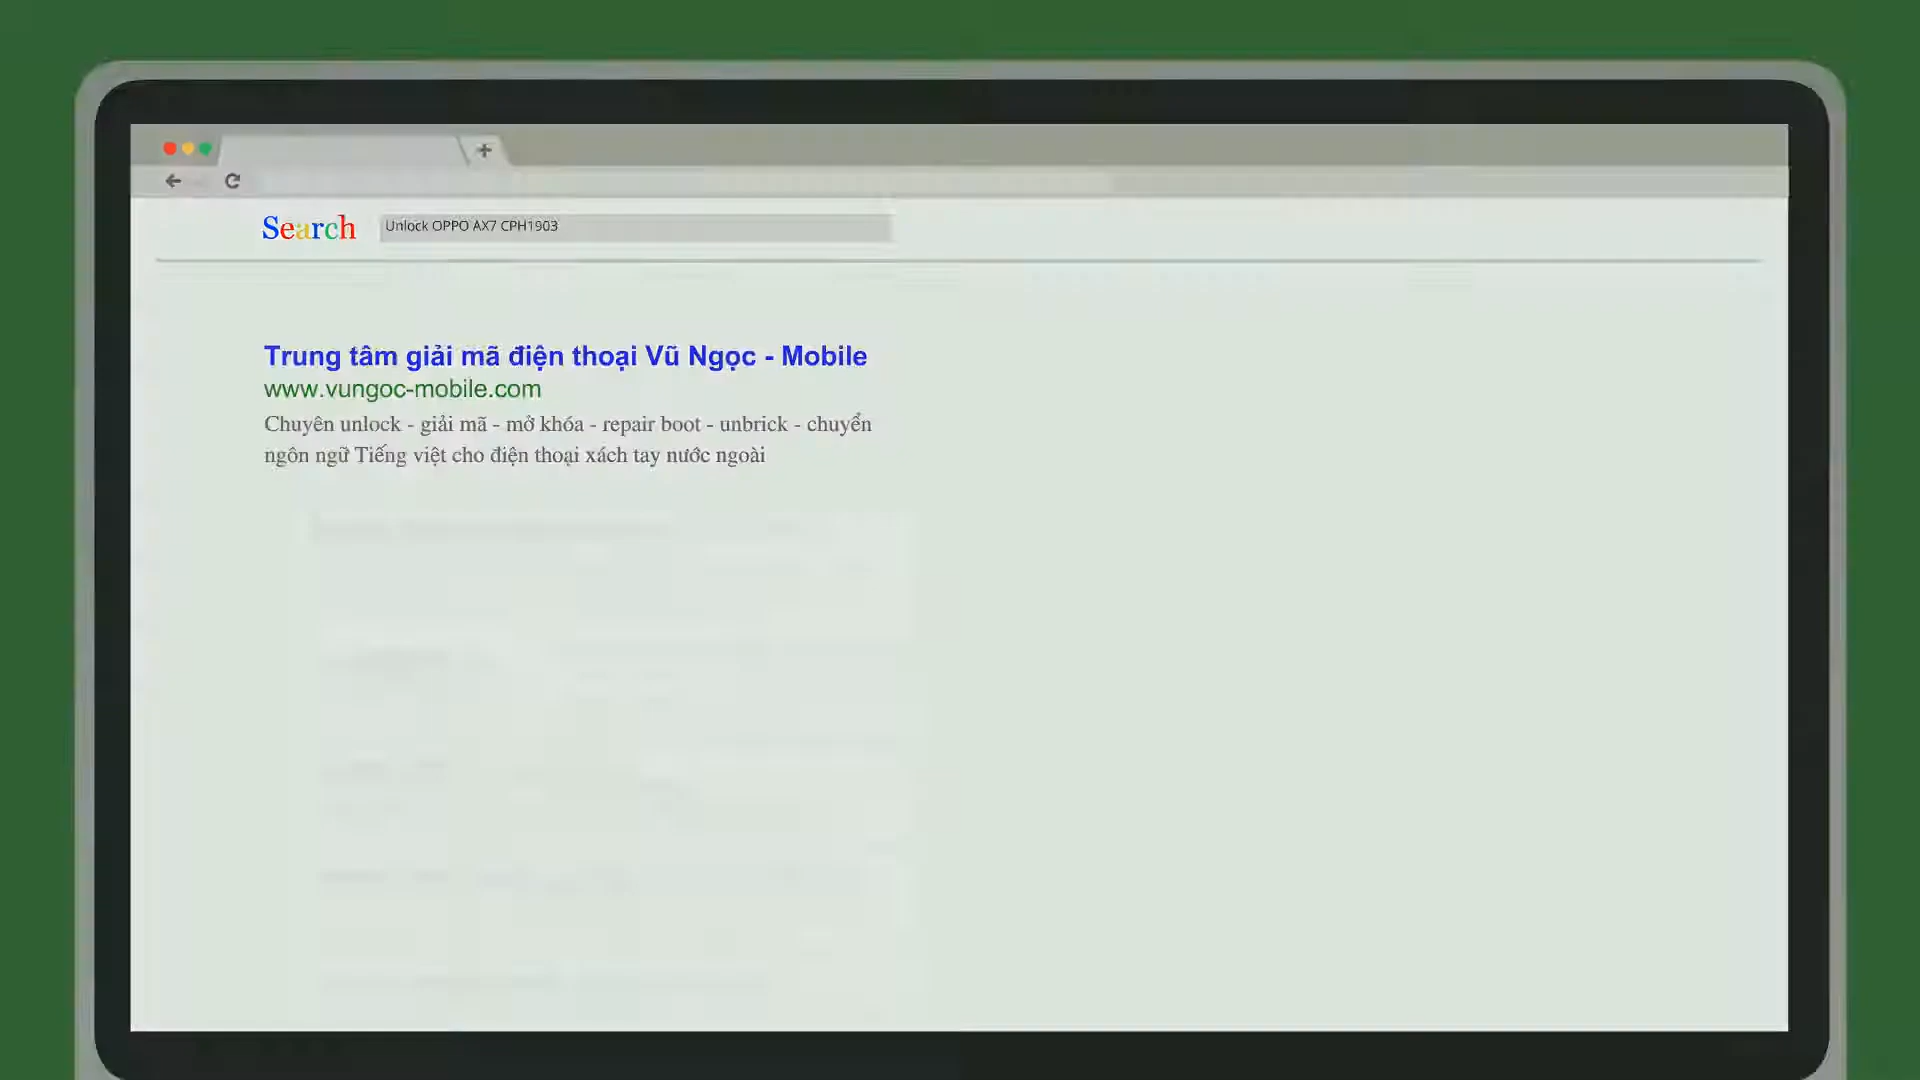 Search
Unlock OPPO AX7 CPH1903
Trung tâm giải mã điện thoại Vũ Ngọc - Mobile
www.vungoc-mobile.com
Chuyên unlock - giải mã - mở khóa - repair boot - unbrick - chuyển
ngôn ngữ Tiếng việt cho điện thoại xách tay nước ngoài